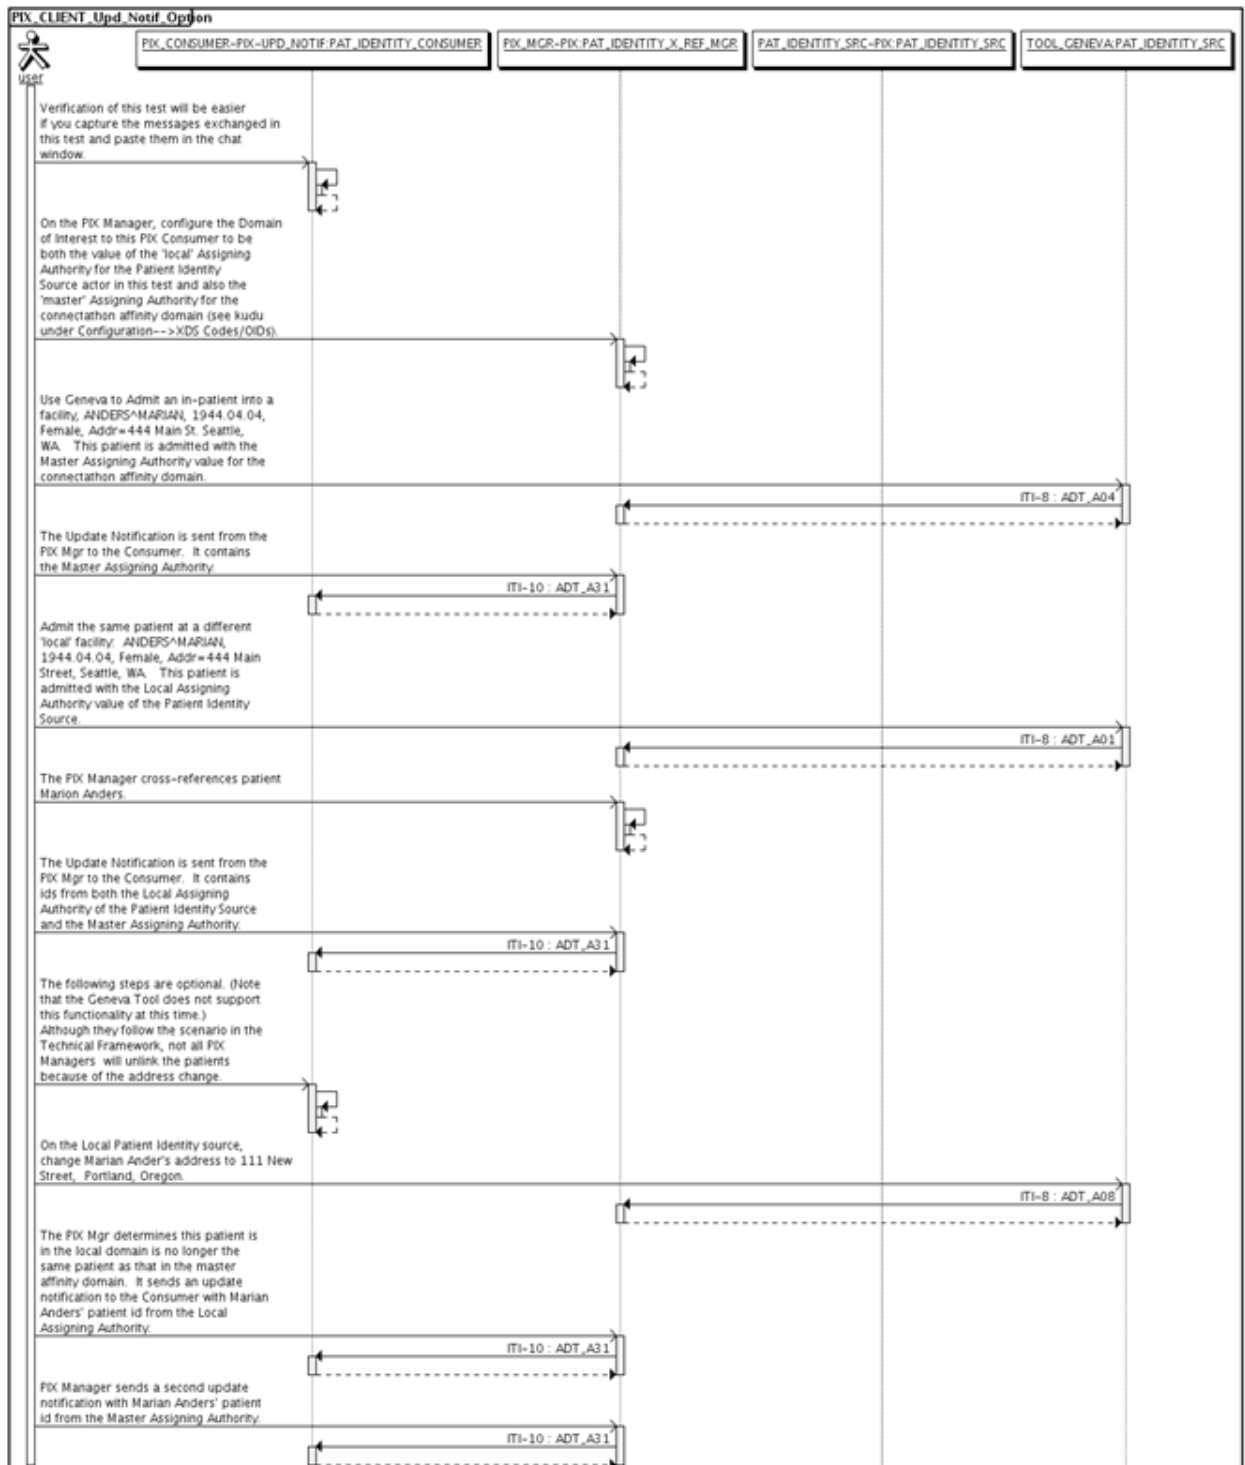 PIX_CLIENT_Upd_Notif_Option
user
PIX_CONSUMER-PIX-UPD_NOTIF:PAT_IDENTITY_CONSUMER
PIX_MGR-PIX:PAT_IDENTITY_X_REF_MGR
PAT_IDENTITY_SRC-PIX:PAT_IDENTITY_SRC
TOOL_GENEVA:PAT_IDENTITY_SRC
Verification of this test will be easier
if you capture the messages exchanged in
this test and paste them in the chat
window.
On the PIX Manager, configure the Domain
of Interest to this PIX Consumer to be
both the value of the 'local' Assigning
Authority for the Patient Identity
Source actor in this test and also the
'master' Assigning Authority for the
connectathon affinity domain (see kudu
under Configuration-->XDS Codes/OIDs).
Use Geneva to Admit an in-patient into a
facility, ANDERS^MARIAN, 1944.04.04,
Female, Addr=444 Main St. Seattle,
WA. This patient is admitted with the
Master Assigning Authority value for the
connectathon affinity domain.
ITI-8 : ADT_A04
The Update Notification is sent from the
PIX Mgr to the Consumer. It contains
the Master Assigning Authority.
ITI-10 : ADT_A31
Admit the same patient at a different
'local' facility: ANDERS^MARIAN,
1944.04.04, Female, Addr=444 Main
Street, Seattle, WA. This patient is
admitted with the Local Assigning
Authority value of the Patient Identity
Source.
ITI-8 : ADT_A01
The PIX Manager cross-references patient
Marion Anders.
The Update Notification is sent from the
PIX Mgr to the Consumer. It contains
ids from both the Local Assigning
Authority of the Patient Identity Source
and the Master Assigning Authority.
ITI-10 : ADT_A31
The following steps are optional. (Note
that the Geneva Tool does not support
this functionality at this time.)
Although they follow the scenario in the
Technical Framework, not all PIX
Managers will unlink the patients
because of the address change.
On the Local Patient Identity source,
change Marian Ander's address to 111 New
Street, Portland, Oregon.
ITI-8 : ADT_A08
The PIX Mgr determines this patient is
in the local domain is no longer the
same patient as that in the master
affinity domain. It sends an update
notification to the Consumer with Marian
Anders' patient id from the Local
Assigning Authority.
ITI-10 : ADT_A31
PIX Manager sends a second update
notification with Marian Anders' patient
id from the Master Assigning Authority.
ITI-10 : ADT_A31